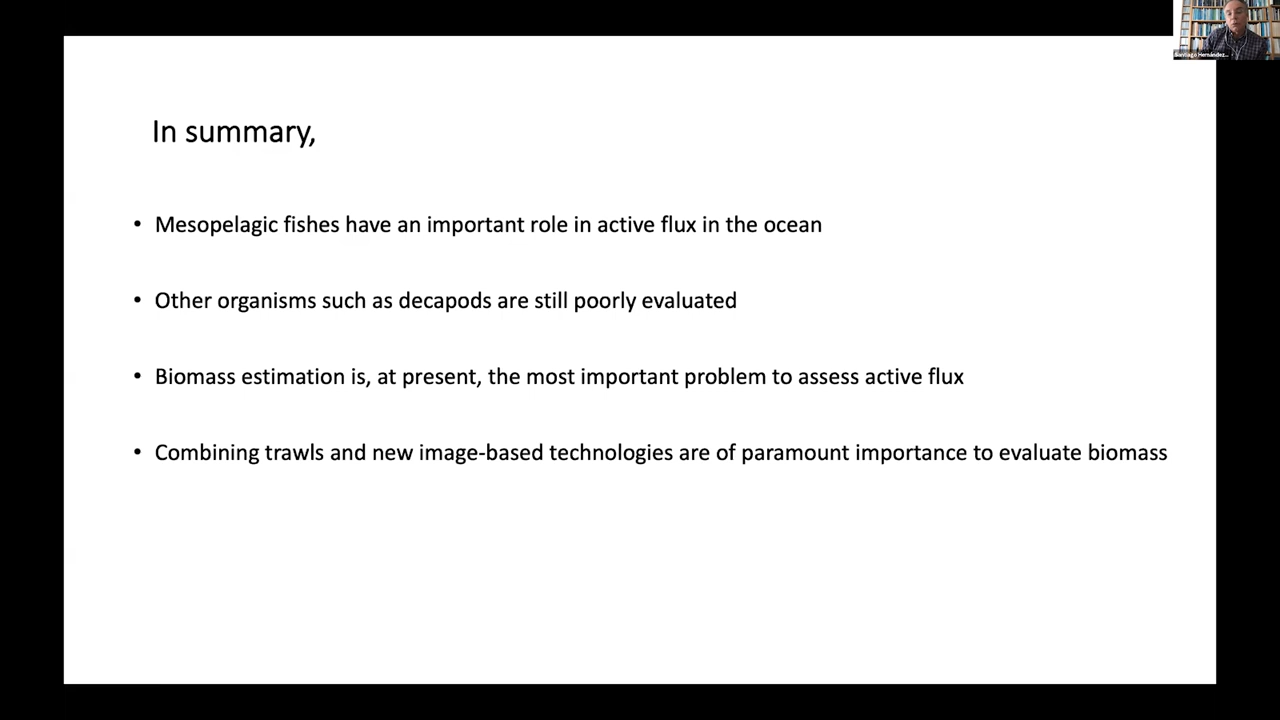 Santiago Hernández...
In summary,
• Mesopelagic fishes have an important role in active flux in the ocean
• Other organisms such as decapods are still poorly evaluated
• Biomass estimation is, at present, the most important problem to assess active flux
• Combining trawls and new image-based technologies are of paramount importance to evaluate biomass